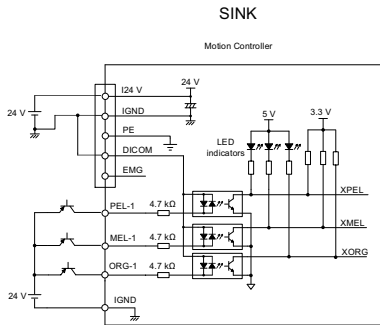 SINK
Motion Controller
24 V
I24 V
24 V
IGND
PE
DICOM
EMG
5 V
3.3 V
LED
indicators
PEL-1
4.7 kΩ
XPEL
MEL-1
4.7 kΩ
XMEL
ORG-1
4.7 kΩ
XORG
24 V
IGND